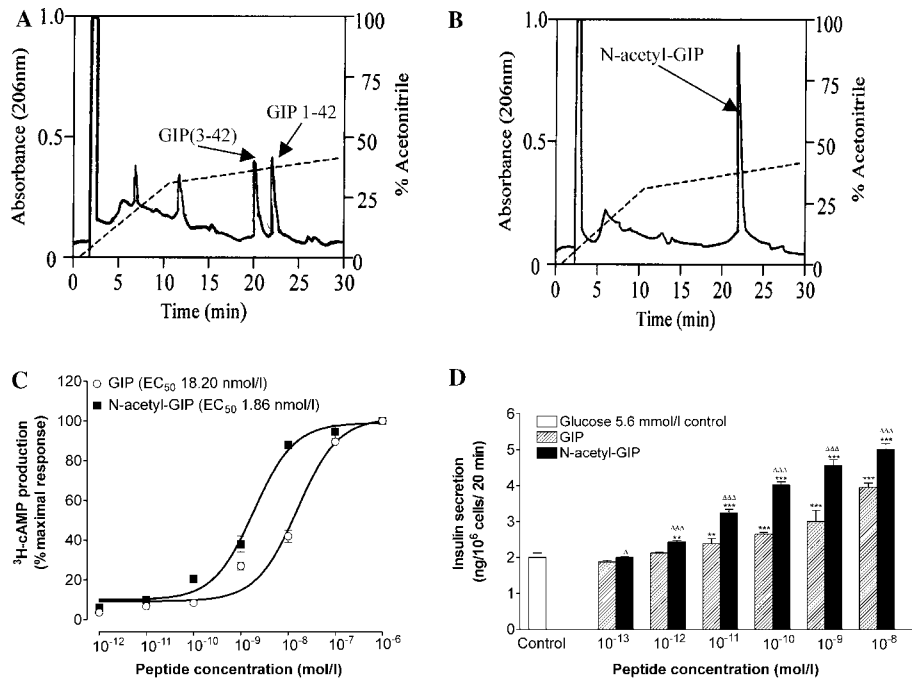 A
1.0
0.5
0
Absorbance (206nm)
GIP(3-42)
GIP 1-42
100
75
50
25
0
% Acetonitrile
0 5 10 15 20 25 30
Time (min)
B
1.0
0.5
0
Absorbance (206nm)
N-acetyl-GIP
100
75
50
25
0
% Acetonitrile
0 5 10 15 20 25 30
Time (min)
C
GIP (EC50 18.20 nmol/l)
N-acetyl-GIP (EC50 1.86 nmol/l)
120
100
80
60
40
20
0
³H-cAMP production
(% maximal response)
10⁻¹² 10⁻¹¹ 10⁻¹⁰ 10⁻⁹ 10⁻⁸ 10⁻⁷ 10⁻⁶
Peptide concentration (mol/l)
D
Glucose 5.6 mmol/l control
GIP
N-acetyl-GIP
6
5
4
3
2
1
0
Insulin secretion
(ng/10⁶ cells/ 20 min)
Δ
ΔΔΔ
**
**
ΔΔΔ
***
***
ΔΔΔ
***
***
ΔΔΔ
***
***
ΔΔΔ
***
Control 10⁻¹³ 10⁻¹² 10⁻¹¹ 10⁻¹⁰ 10⁻⁹ 10⁻⁸
Peptide concentration (mol/l)